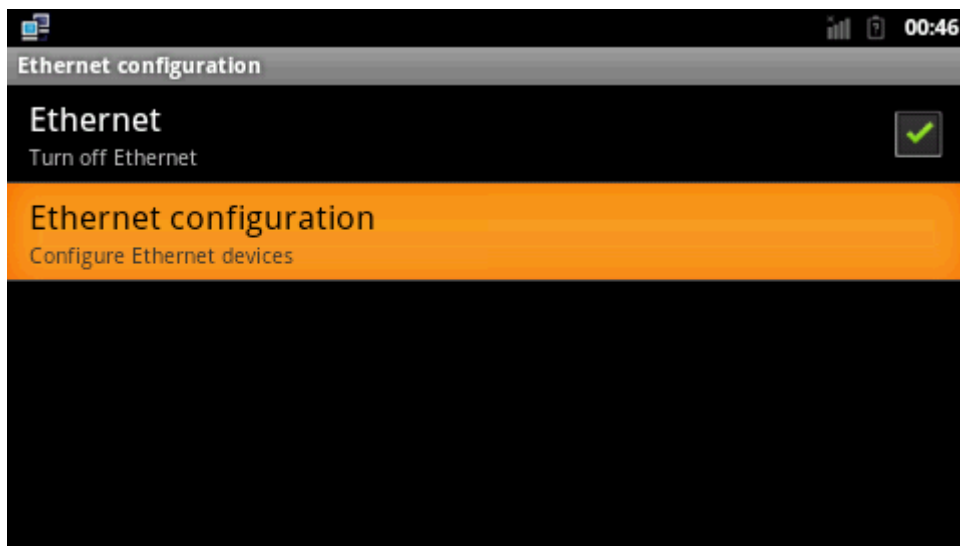 00:46
Ethernet configuration
Ethernet
Turn off Ethernet
Ethernet configuration
Configure Ethernet devices